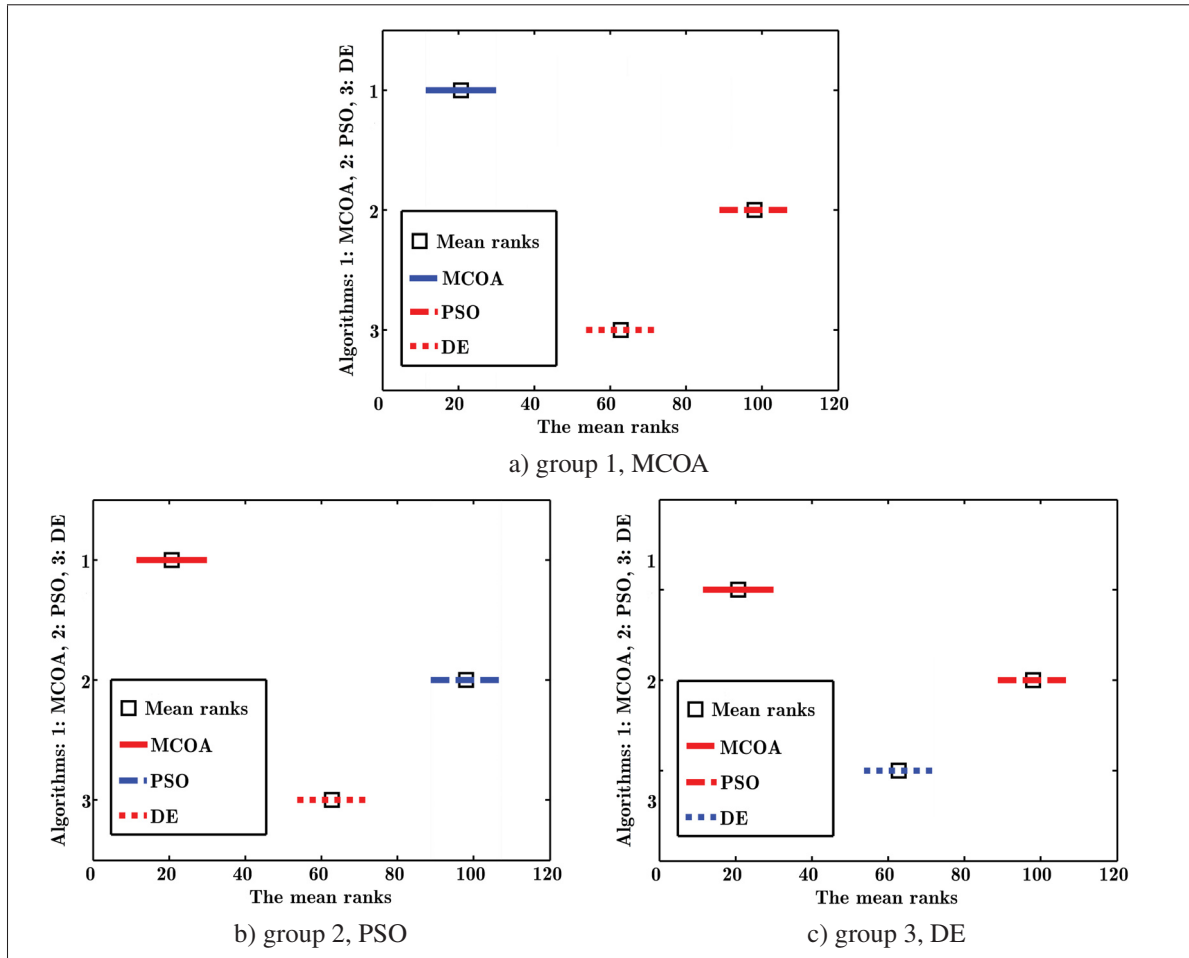 Algorithms: 1: MCOA, 2: PSO, 3: DE
1
2
3
Mean ranks
MCOA
PSO
DE
0 20 40 60 80 100 120
The mean ranks
a) group 1, MCOA
Algorithms: 1: MCOA, 2: PSO, 3: DE
1
2
3
Mean ranks
MCOA
PSO
DE
0 20 40 60 80 100 120
The mean ranks
b) group 2, PSO
Algorithms: 1: MCOA, 2: PSO, 3: DE
1
2
3
Mean ranks
MCOA
PSO
DE
0 20 40 60 80 100 120
The mean ranks
c) group 3, DE